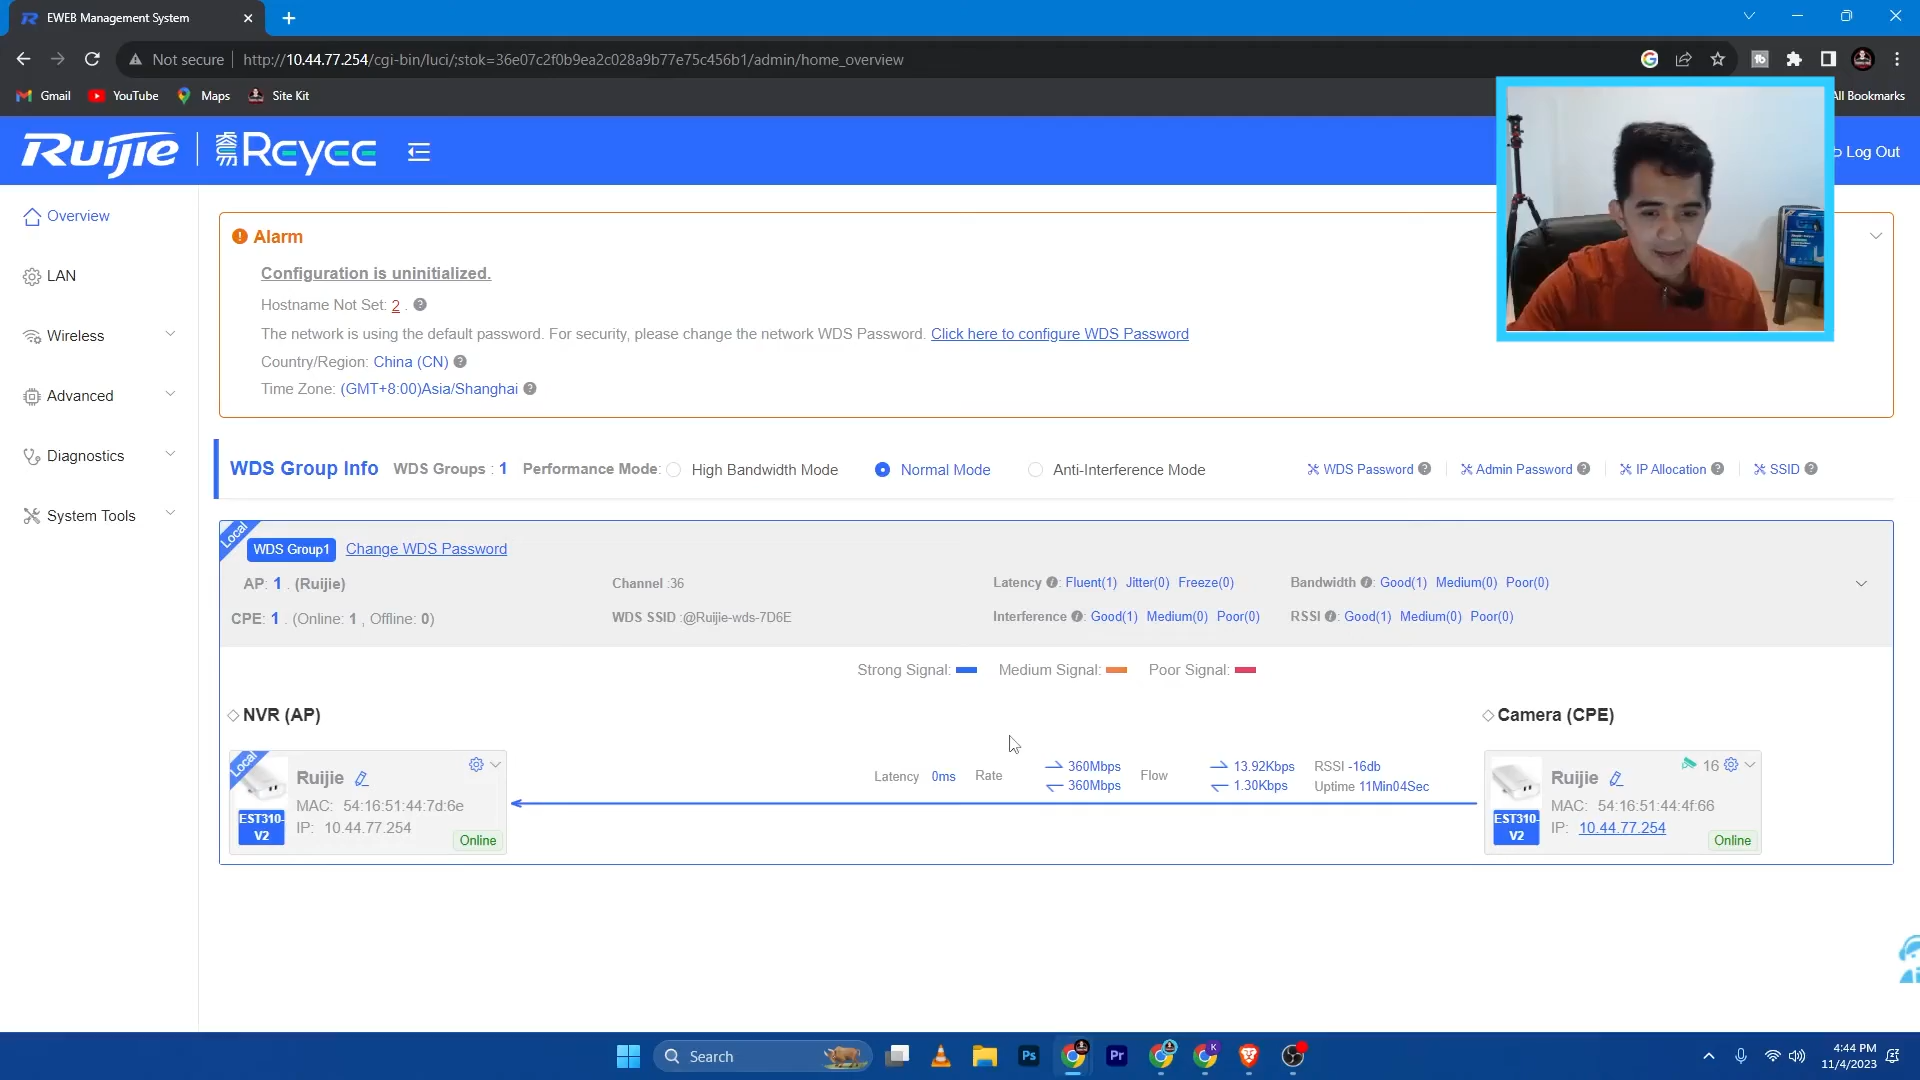 EWEB Management System
Not secure
http://10.44.77.254/cgi-bin/luci/;stok=36e07c2f0b9ea2c028a9b77e75c456b1/admin/home_overview
Gmail
YouTube
Maps
Site Kit
All Bookmarks
Ruijie | Reyee
Log Out
Overview
LAN
Wireless
Advanced
Diagnostics
System Tools
Alarm
Configuration is uninitialized.
Hostname Not Set: 2 .
The network is using the default password. For security, please change the network WDS Password. Click here to configure WDS Password
Country/Region: China (CN)
Time Zone: (GMT+8:00)Asia/Shanghai
WDS Group Info WDS Groups : 1 Performance Mode: High Bandwidth Mode Normal Mode Anti-Interference Mode WDS Password Admin Password IP Allocation SSID
Local
WDS Group1 Change WDS Password
AP: 1 . (Ruijie) Channel :36 Latency : Fluent(1) Jitter(0) Freeze(0) Bandwidth : Good(1) Medium(0) Poor(0)
CPE: 1 . (Online: 1 , Offline: 0) WDS SSID :@Ruijie-wds-7D6E Interference : Good(1) Medium(0) Poor(0) RSSI : Good(1) Medium(0) Poor(0)
Strong Signal: Medium Signal: Poor Signal:
NVR (AP)
Camera (CPE)
Local
Ruijie
MAC: 54:16:51:44:7d:6e
EST310-V2
IP: 10.44.77.254
Online
Latency 0ms Rate 360Mbps 360Mbps Flow 13.92Kbps 1.30Kbps RSSI -16db Uptime 11Min04Sec
16
Ruijie
MAC: 54:16:51:44:4f:66
EST310-V2
IP: 10.44.77.254
Online
Search
Ps
Pr
K
4:44 PM
11/4/2023